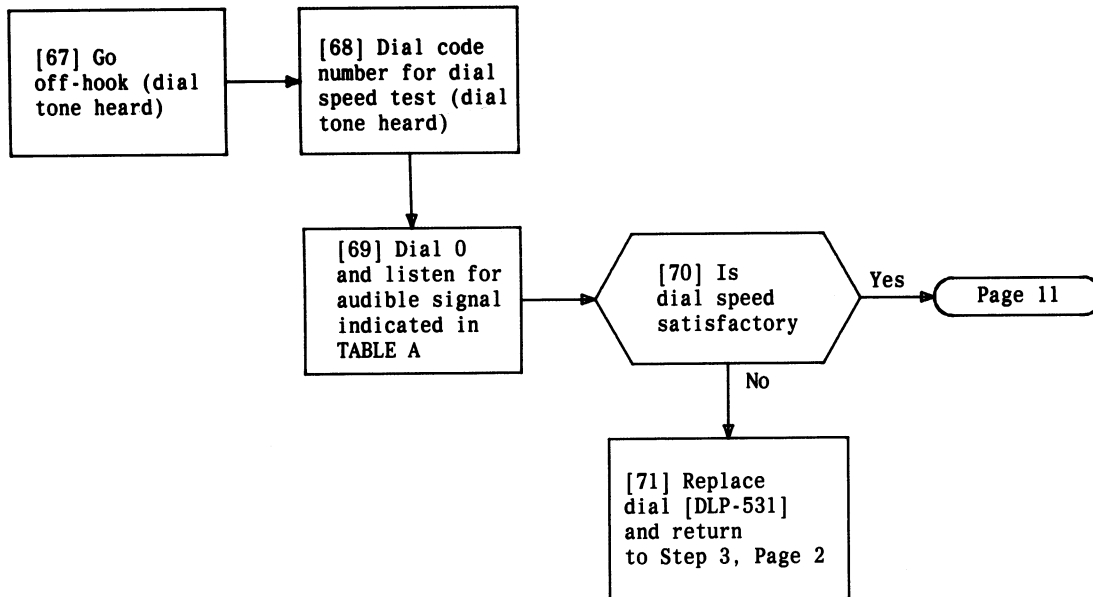 [67] Go
off-hook (dial
tone heard)
[68] Dial code
number for dial
speed test (dial
tone heard)
[69] Dial 0
and listen for
audible signal
indicated in
TABLE A
[70] Is
dial speed
satisfactory
Yes
Page 11
No
[71] Replace
dial [DLP-531]
and return
to Step 3, Page 2